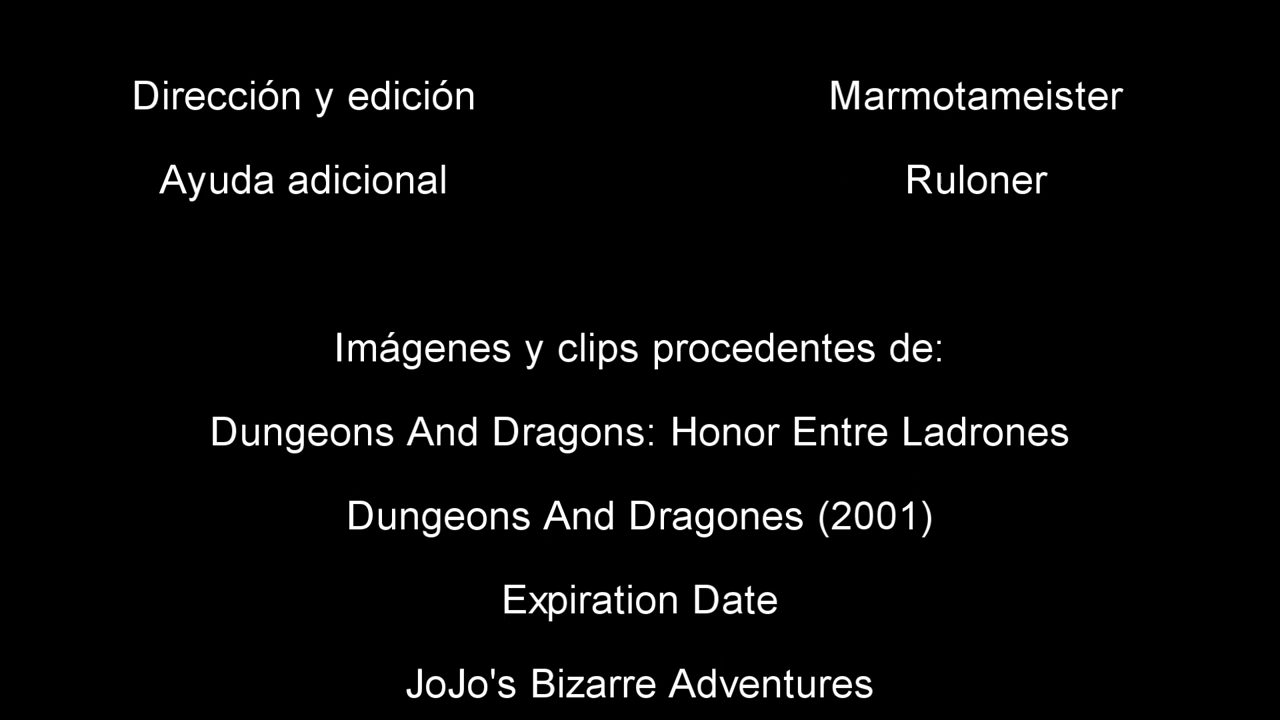 Dirección y edición Marmotameister
Ayuda adicional Ruloner
Imágenes y clips procedentes de:
Dungeons And Dragons: Honor Entre Ladrones
Dungeons And Dragones (2001)
Expiration Date
JoJo's Bizarre Adventures